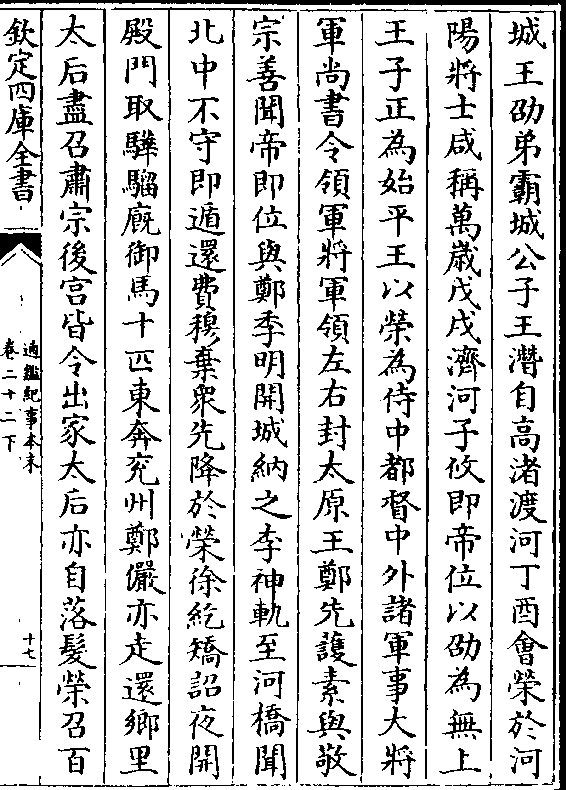 城王劭弟霸城公子王潛自高渚渡河丁酉會榮於河
陽將士咸稱萬歲戊戌濟河子攸即帝位以劭為無上
王子正為始平王以榮為侍中都督中外諸軍事大將
軍尚書令領軍將軍領左右封太原王鄭先護素與敬
宗善聞帝即位與鄭季明開城納之李神軌至河橋聞
北中不守即遁還費穆棄衆先降於榮徐紇矯詔夜開
殿門取驊騮廐御馬十匹東奔兖州鄭儼亦走還鄉里
太后盡召肅宗後宮皆令出家太后亦自落髮榮召百
欽定四庫全書
通鑑紀事本末
卷二十二下
十七